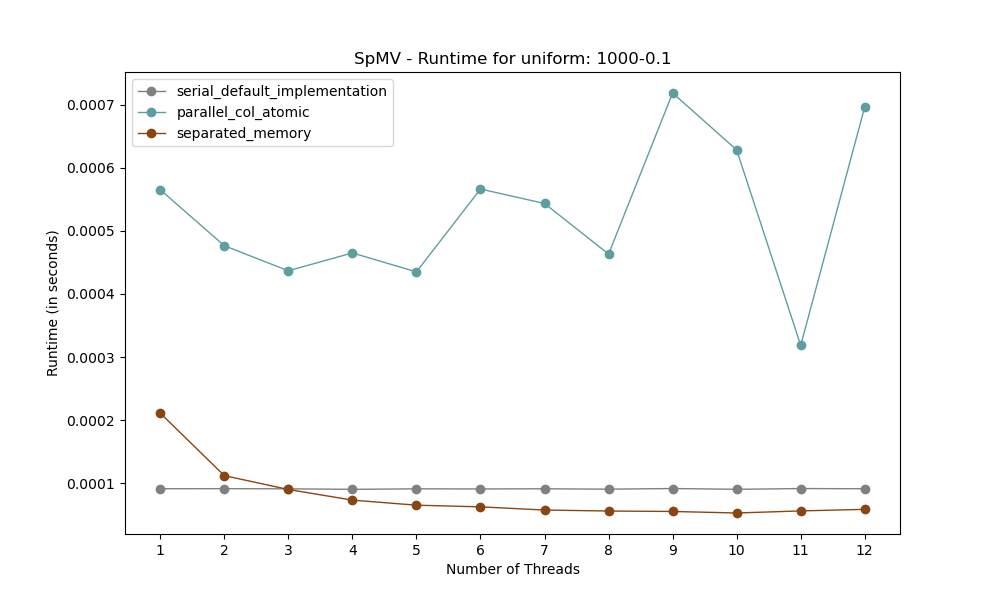 SpMV - Runtime for uniform: 1000-0.1
serial_default_implementation
parallel_col_atomic
separated_memory
Runtime (in seconds)
0.0007
0.0006
0.0005
0.0004
0.0003
0.0002
0.0001
1 2 3 4 5 6 7 8 9 10 11 12
Number of Threads